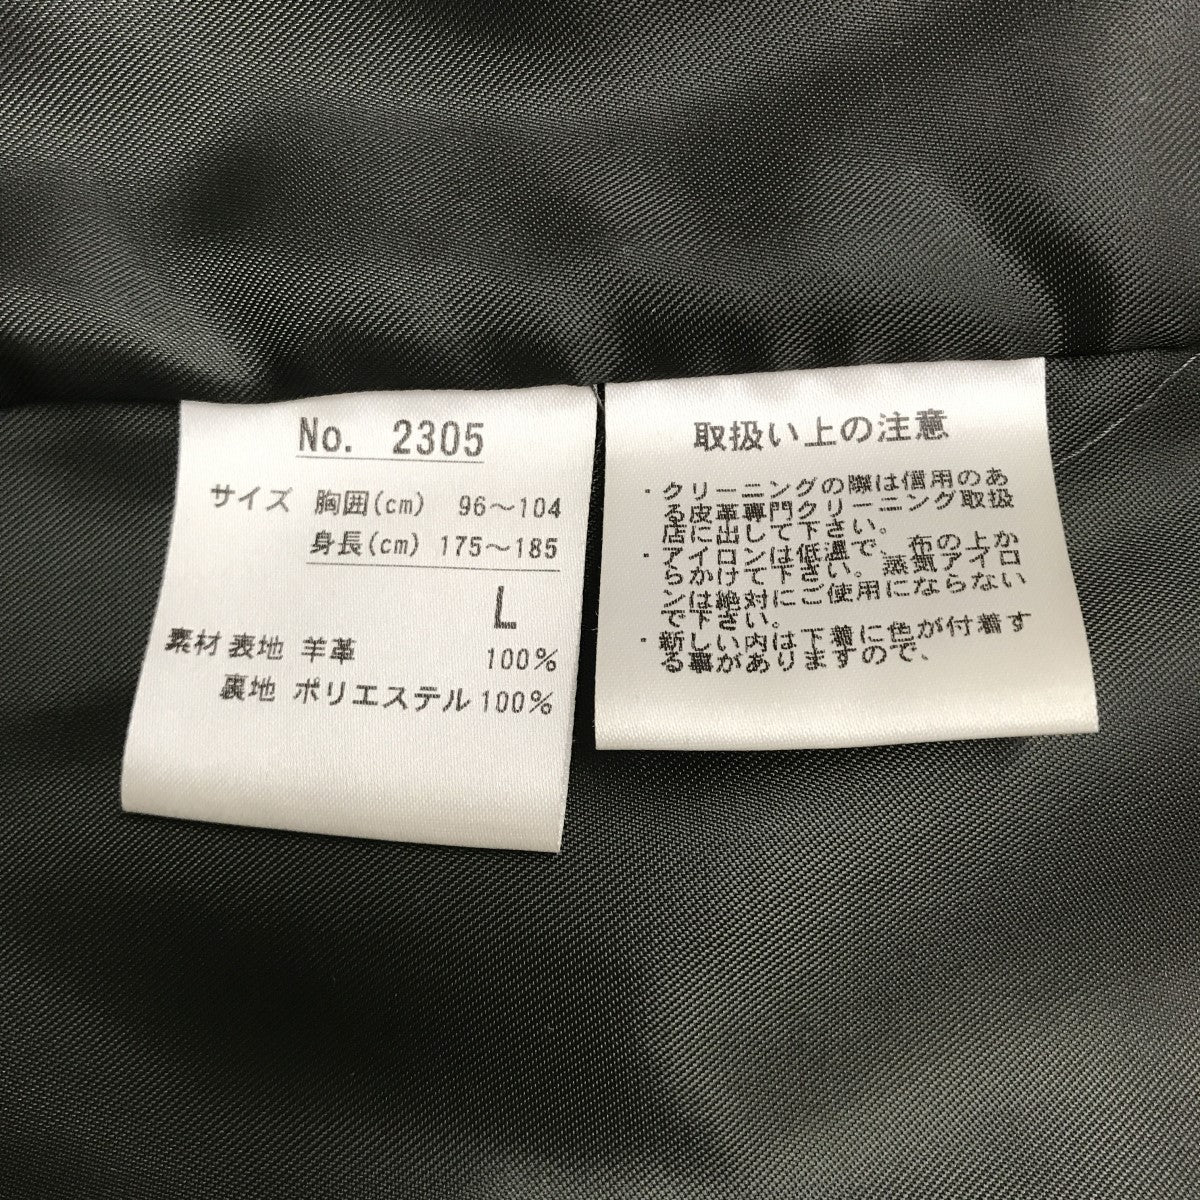 No. 2305
サイズ 胸囲(cm) 96～104
身長(cm) 175～185
L
素材 表地 羊革 100%
裏地 ポリエステル 100%
取扱い上の注意
・クリーニングの際は信用のあ
る皮革専門クリーニング取扱
店に出して下さい。
・アイロンは低温で、布の上か
らかけて下さい。蒸気アイロ
ンは絶対にご使用にならない
で下さい。
・新しい内は下着に色が付着す
る事がありますので、